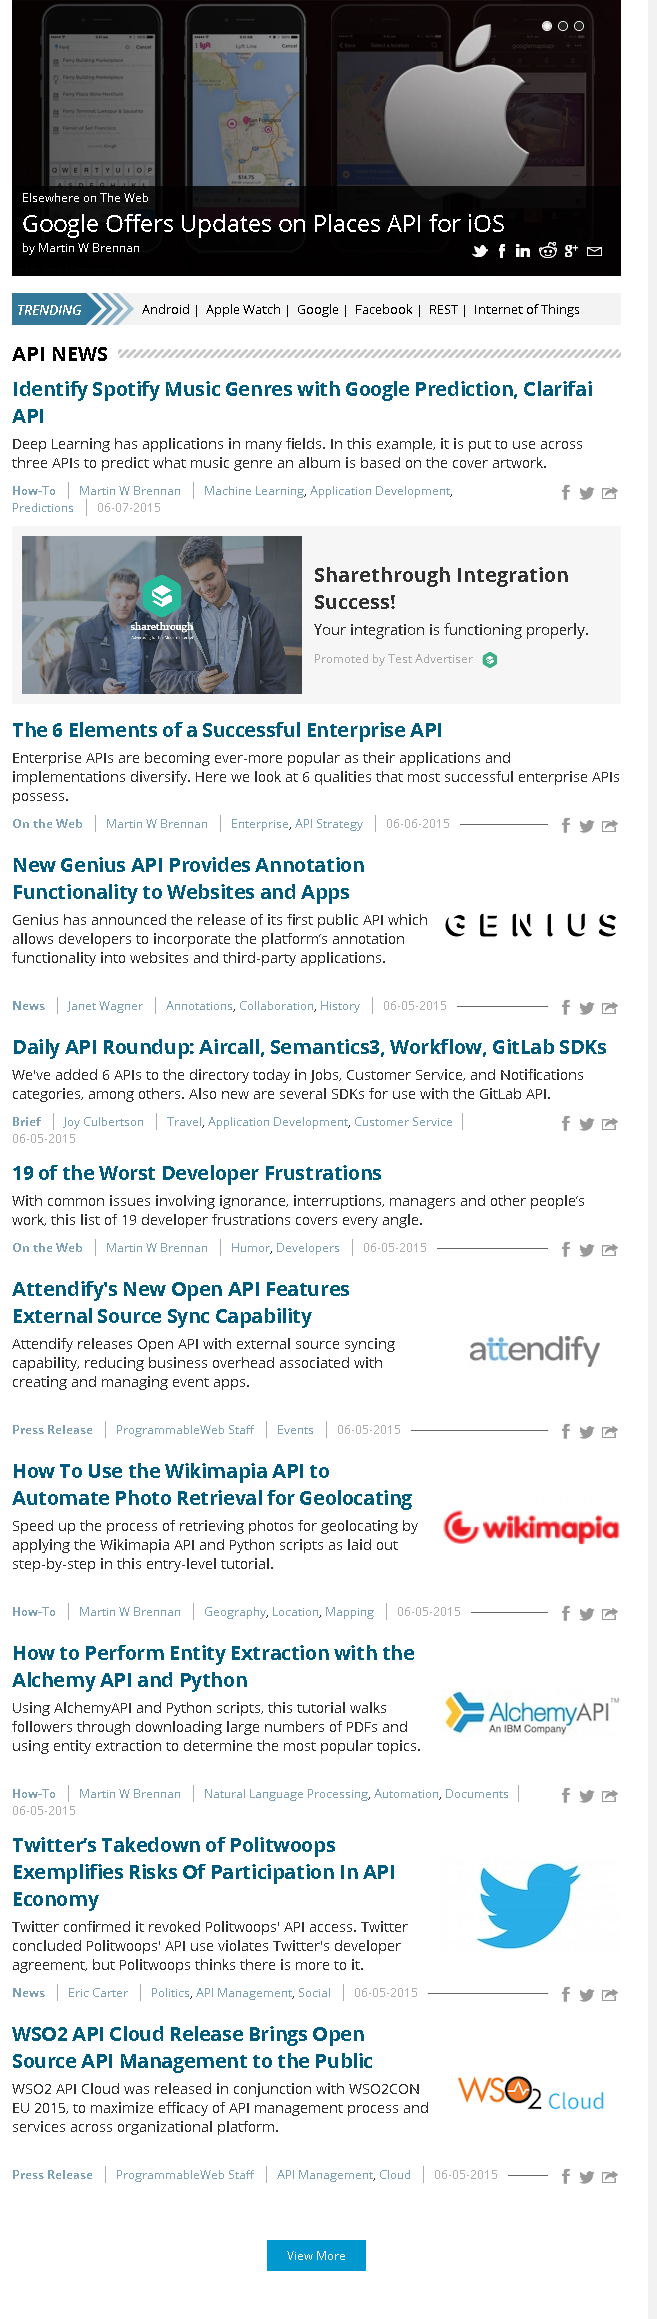 Cancel
Lyft Line
Cancel
Select a location
Ferry Building Marketplace
San Francisco
$14.75
QWERTYUIOP
Elsewhere on The Web
Google Offers Updates on Places API for iOS
by Martin W Brennan
TRENDING Android | Apple Watch | Google | Facebook | REST | Internet of Things
API NEWS
Identify Spotify Music Genres with Google Prediction, Clarifai
API
Deep Learning has applications in many fields. In this example, it is put to use across
three APIs to predict what music genre an album is based on the cover artwork.
How-To | Martin W Brennan | Machine Learning, Application Development,
Predictions | 06-07-2015
sharethrough
Sharethrough Integration
Success!
Your integration is functioning properly.
Promoted by Test Advertiser
The 6 Elements of a Successful Enterprise API
Enterprise APIs are becoming ever-more popular as their applications and
implementations diversify. Here we look at 6 qualities that most successful enterprise APIs
possess.
On the Web | Martin W Brennan | Enterprise, API Strategy | 06-06-2015
New Genius API Provides Annotation
Functionality to Websites and Apps
Genius has announced the release of its first public API which
allows developers to incorporate the platform's annotation
functionality into websites and third-party applications.
GENIUS
News | Janet Wagner | Annotations, Collaboration, History | 06-05-2015
Daily API Roundup: Aircall, Semantics3, Workflow, GitLab SDKs
We've added 6 APIs to the directory today in Jobs, Customer Service, and Notifications
categories, among others. Also new are several SDKs for use with the GitLab API.
Brief | Joy Culbertson | Travel, Application Development, Customer Service |
06-05-2015
19 of the Worst Developer Frustrations
With common issues involving ignorance, interruptions, managers and other people's
work, this list of 19 developer frustrations covers every angle.
On the Web | Martin W Brennan | Humor, Developers | 06-05-2015
Attendify's New Open API Features
External Source Sync Capability
Attendify releases Open API with external source syncing
capability, reducing business overhead associated with
creating and managing event apps.
attendify
Press Release | ProgrammableWeb Staff | Events | 06-05-2015
How To Use the Wikimapia API to
Automate Photo Retrieval for Geolocating
Speed up the process of retrieving photos for geolocating by
applying the Wikimapia API and Python scripts as laid out
step-by-step in this entry-level tutorial.
wikimapia
How-To | Martin W Brennan | Geography, Location, Mapping | 06-05-2015
How to Perform Entity Extraction with the
Alchemy API and Python
Using AlchemyAPI and Python scripts, this tutorial walks
followers through downloading large numbers of PDFs and
using entity extraction to determine the most popular topics.
AlchemyAPI™
An IBM Company
How-To | Martin W Brennan | Natural Language Processing, Automation, Documents |
06-05-2015
Twitter's Takedown of Politwoops
Exemplifies Risks Of Participation In API
Economy
Twitter confirmed it revoked Politwoops' API access. Twitter
concluded Politwoops' API use violates Twitter's developer
agreement, but Politwoops thinks there is more to it.
News | Eric Carter | Politics, API Management, Social | 06-05-2015
WSO2 API Cloud Release Brings Open
Source API Management to the Public
WSO2 API Cloud was released in conjunction with WSO2CON
EU 2015, to maximize efficacy of API management process and
services across organizational platform.
WSO2 Cloud
Press Release | ProgrammableWeb Staff | API Management, Cloud | 06-05-2015
View More